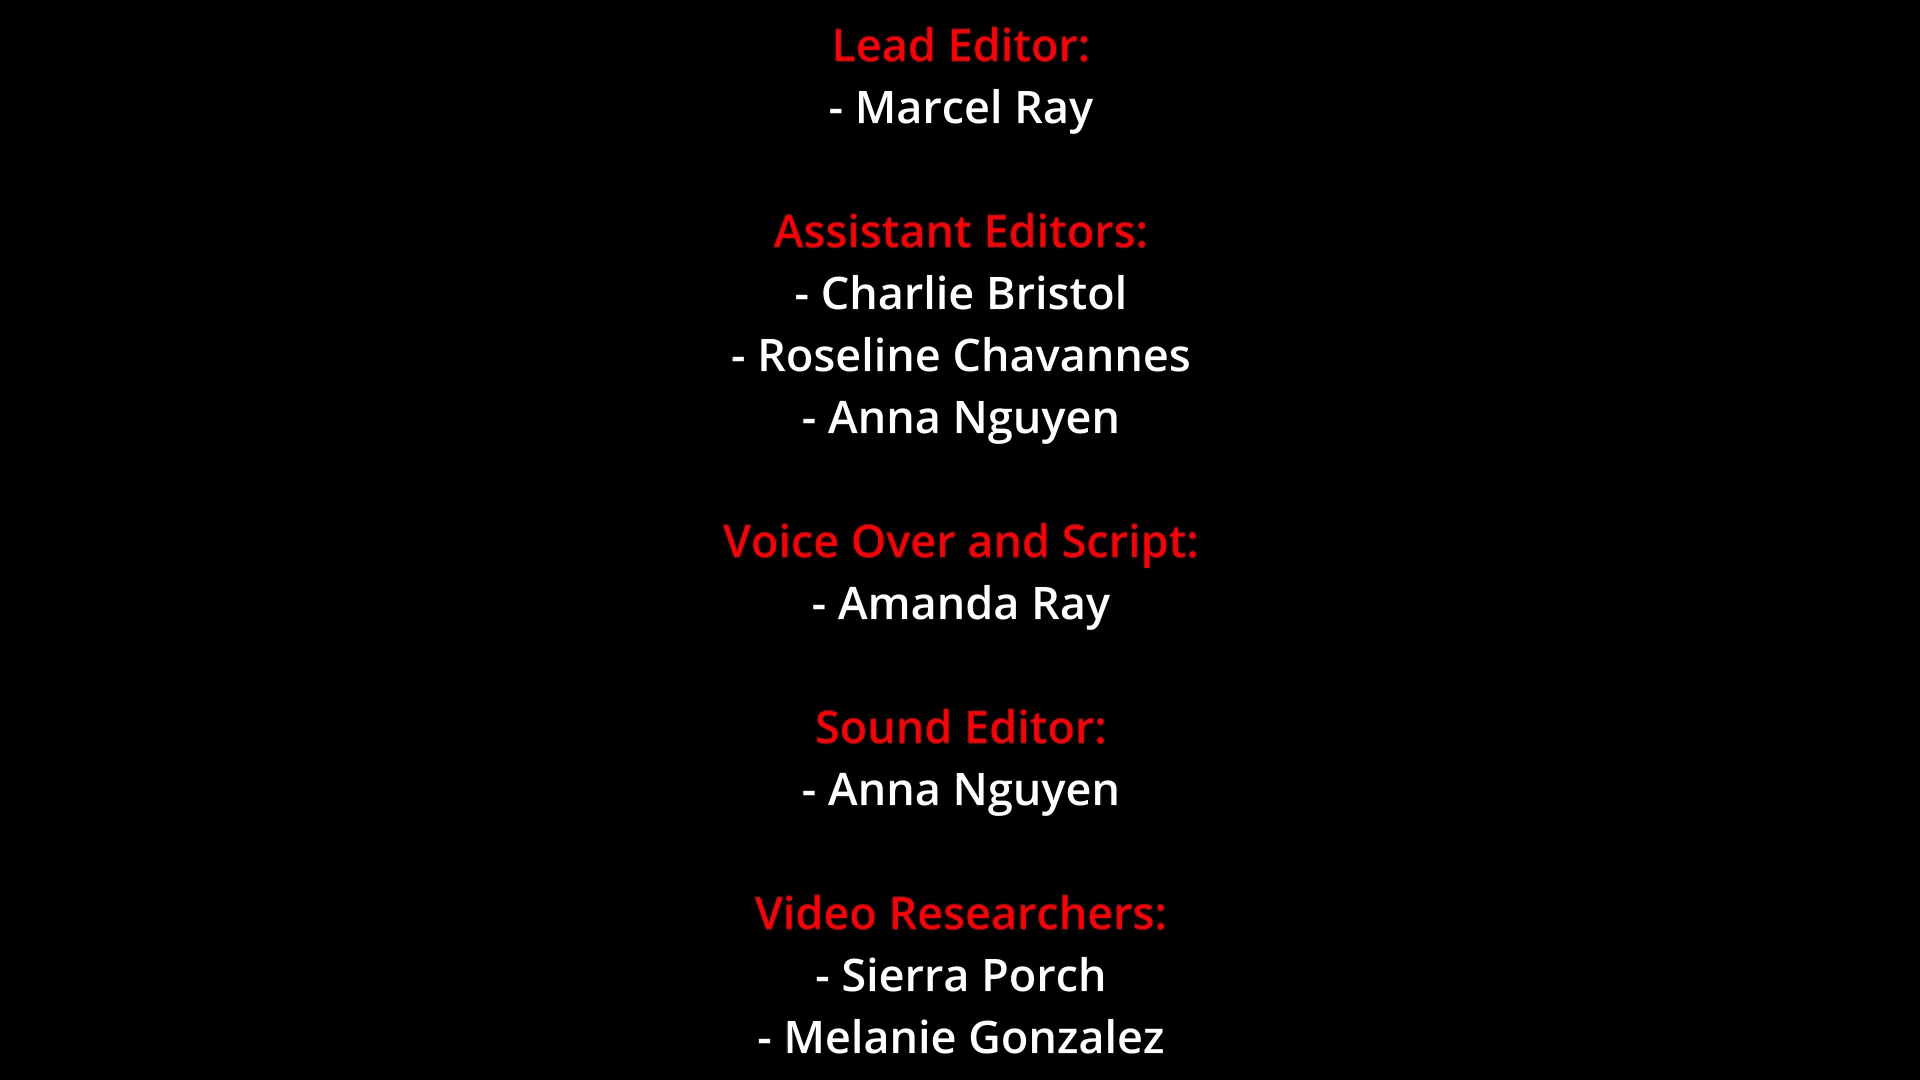 Lead Editor:
- Marcel Ray
Assistant Editors:
- Charlie Bristol
- Roseline Chavannes
- Anna Nguyen
Voice Over and Script:
- Amanda Ray
Sound Editor:
- Anna Nguyen
Video Researchers:
- Sierra Porch
- Melanie Gonzalez